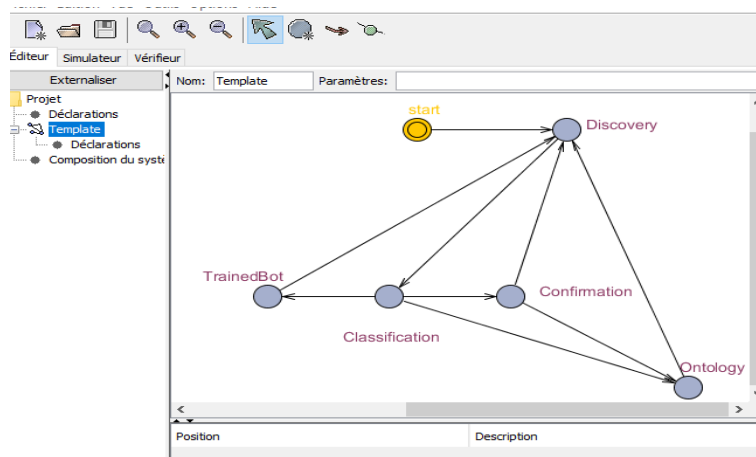 Éditeur Simulateur Vérifieur
Externaliser
Nom: Template Paramètres:
Projet
Déclarations
Template
Déclarations
Composition du systè
start
Discovery
TrainedBot
Classification
Confirmation
Ontology
Position Description